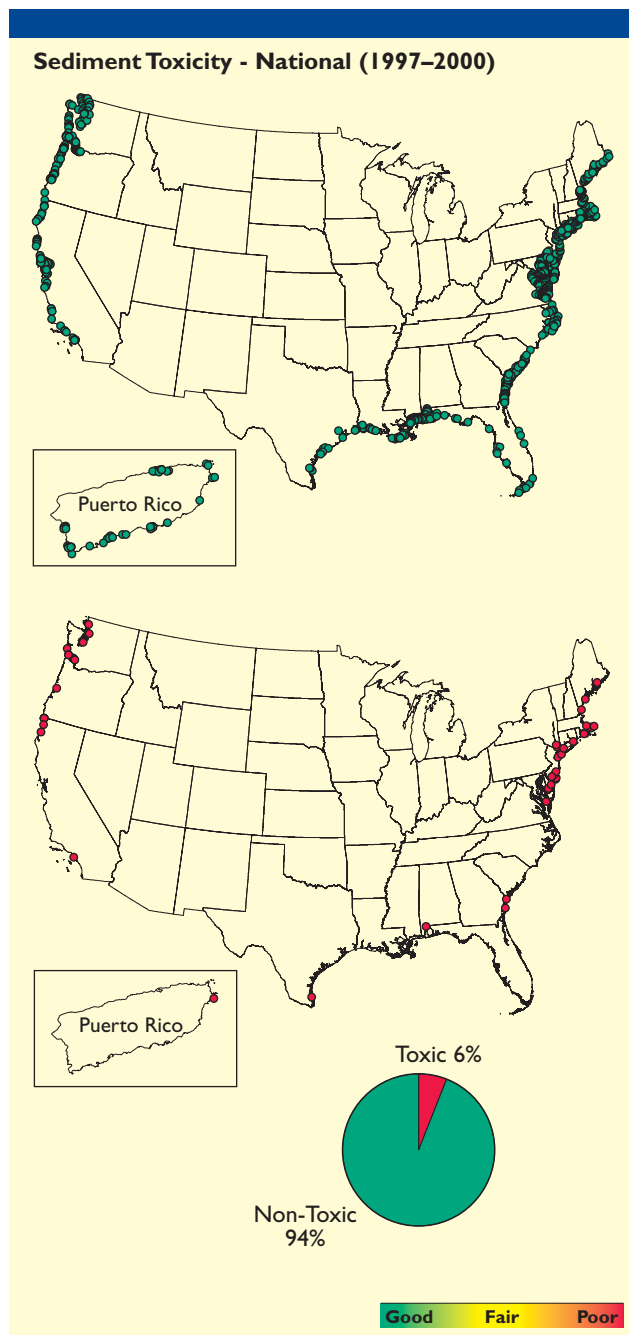 Sediment Toxicity - National (1997–2000)
Puerto Rico
Puerto Rico
Toxic 6%
Non-Toxic
94%
Good Fair Poor